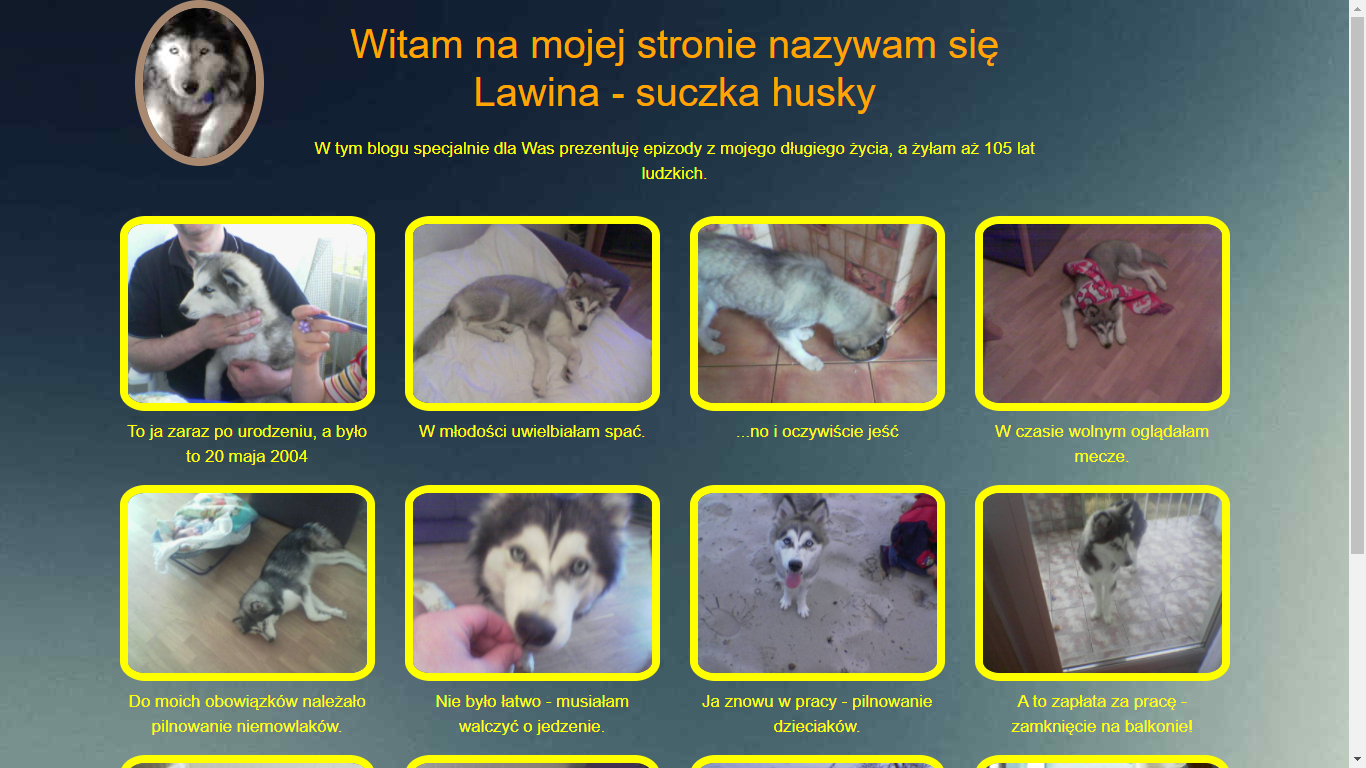 Witam na mojej stronie nazywam się
Lawina - suczka husky
W tym blogu specjalnie dla Was prezentuję epizody z mojego długiego życia, a żyłam aż 105 lat
ludzkich.
To ja zaraz po urodzeniu, a było
to 20 maja 2004
W młodości uwielbiałam spać.
...no i oczywiście jeść
W czasie wolnym oglądałam
mecze.
Do moich obowiązków należało
pilnowanie niemowlaków.
Nie było łatwo - musiałam
walczyć o jedzenie.
Ja znowu w pracy - pilnowanie
dzieciaków.
A to zapłata za pracę -
zamknięcie na balkonie!